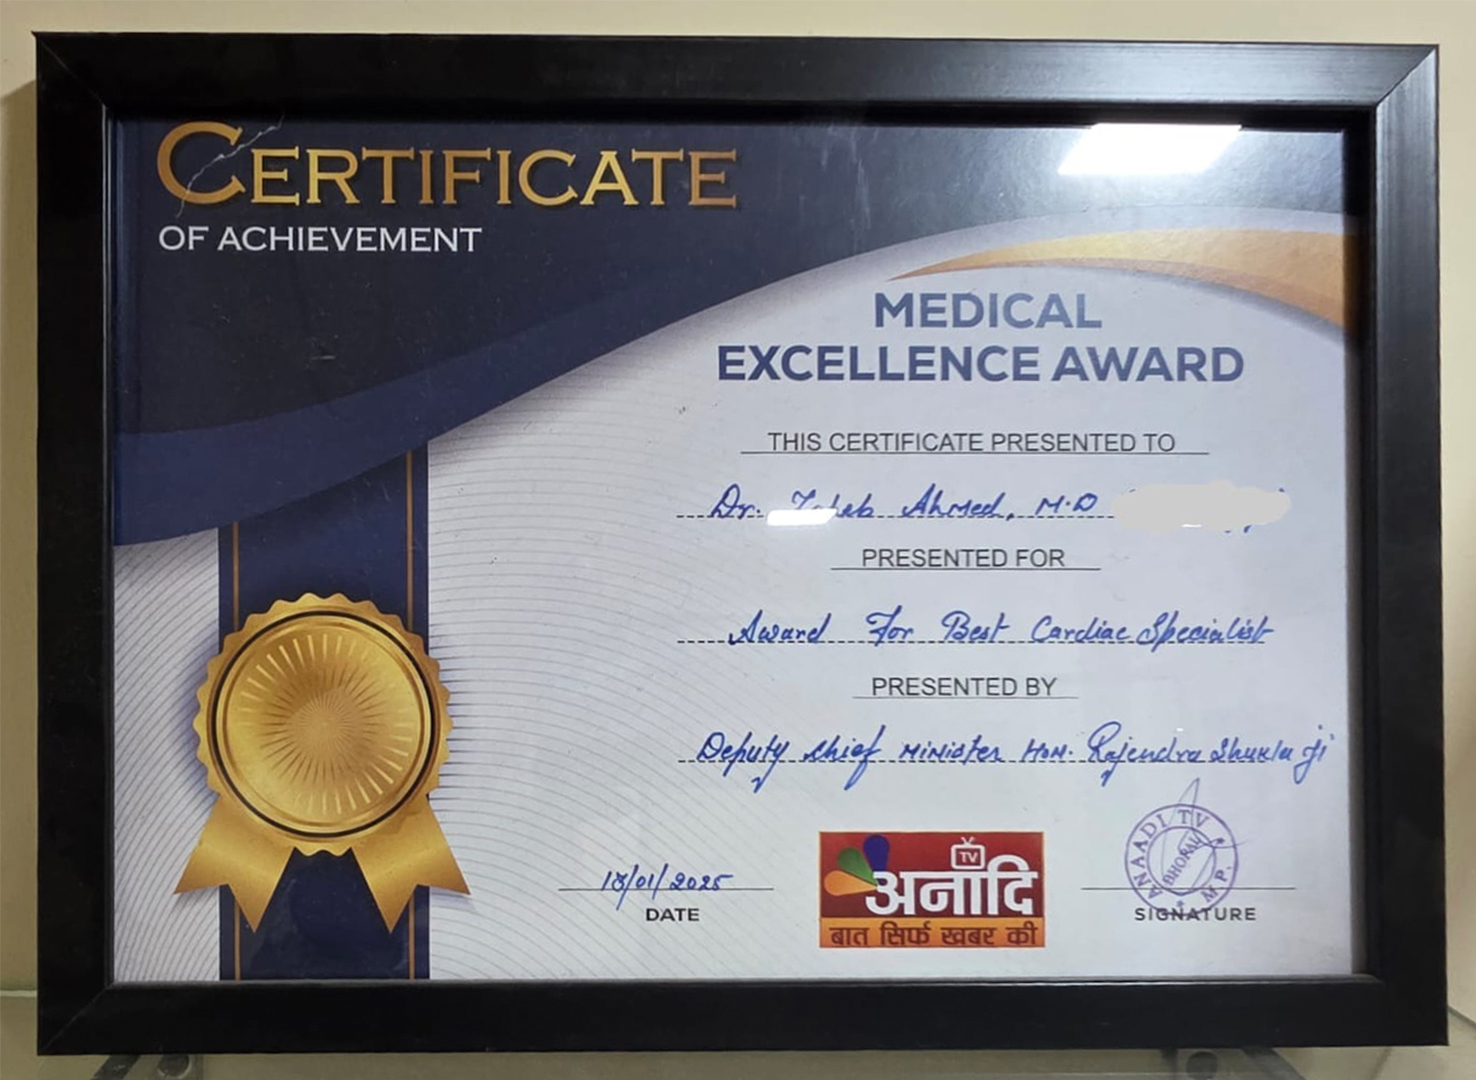 CERTIFICATE
OF ACHIEVEMENT
MEDICAL
EXCELLENCE AWARD
THIS CERTIFICATE PRESENTED TO
Dr. Ahmed, M.D
PRESENTED FOR
Award For Best Cardiac Specialist
PRESENTED BY
Deputy Chief Minister Hon. Rajendra Shukla Ji
/01/2025
DATE
TV
अनादि
बात सिर्फ खबर की
ANAADI TV
BHOPAL
M.P.
SIGNATURE